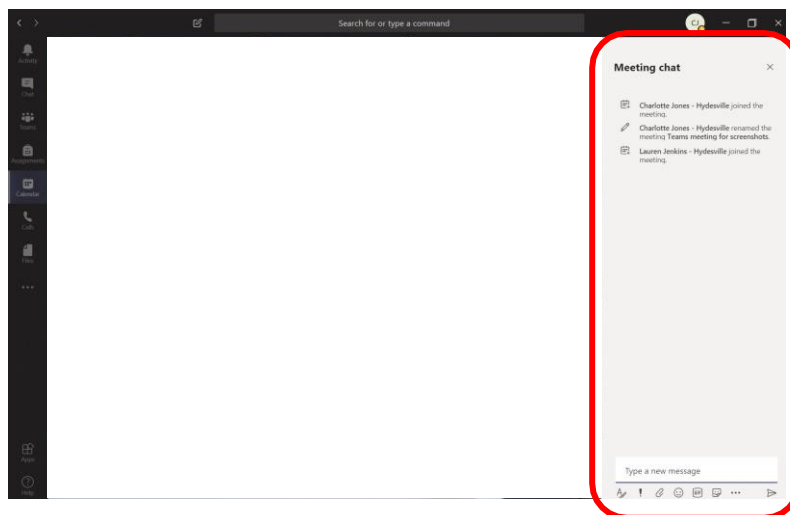 Search for or type a command
CJ
Activity
Chat
Teams
Assignments
Calendar
Calls
Files
Apps
Help
Meeting chat
Charlotte Jones - Hydesville joined the
meeting.
Charlotte Jones - Hydesville renamed the
meeting Teams meeting for screenshots.
Lauren Jenkins - Hydesville joined the
meeting.
Type a new message
GIF